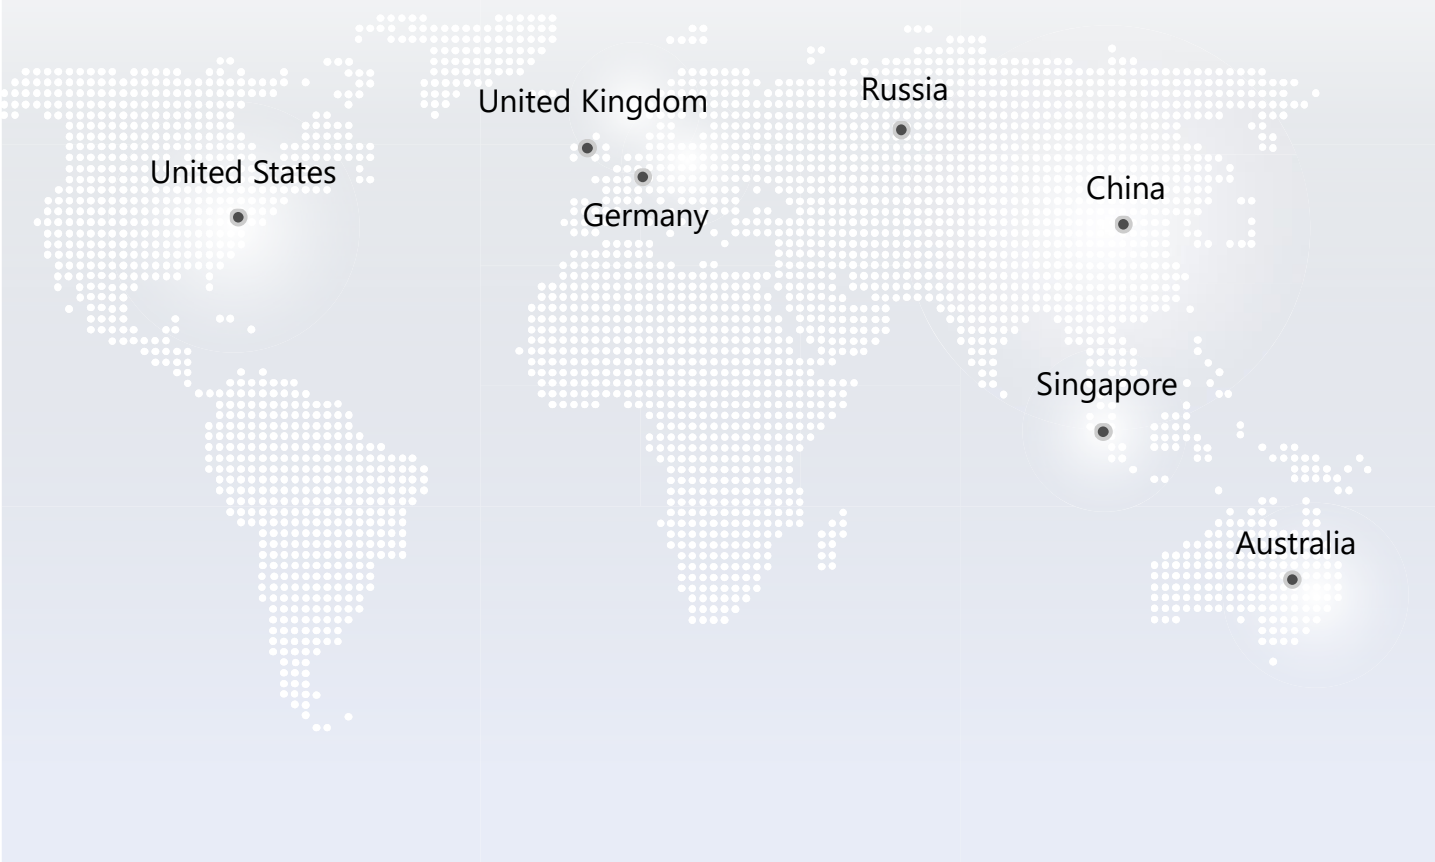 Russia
United Kingdom
United States
China
Germany
Singapore
Australia